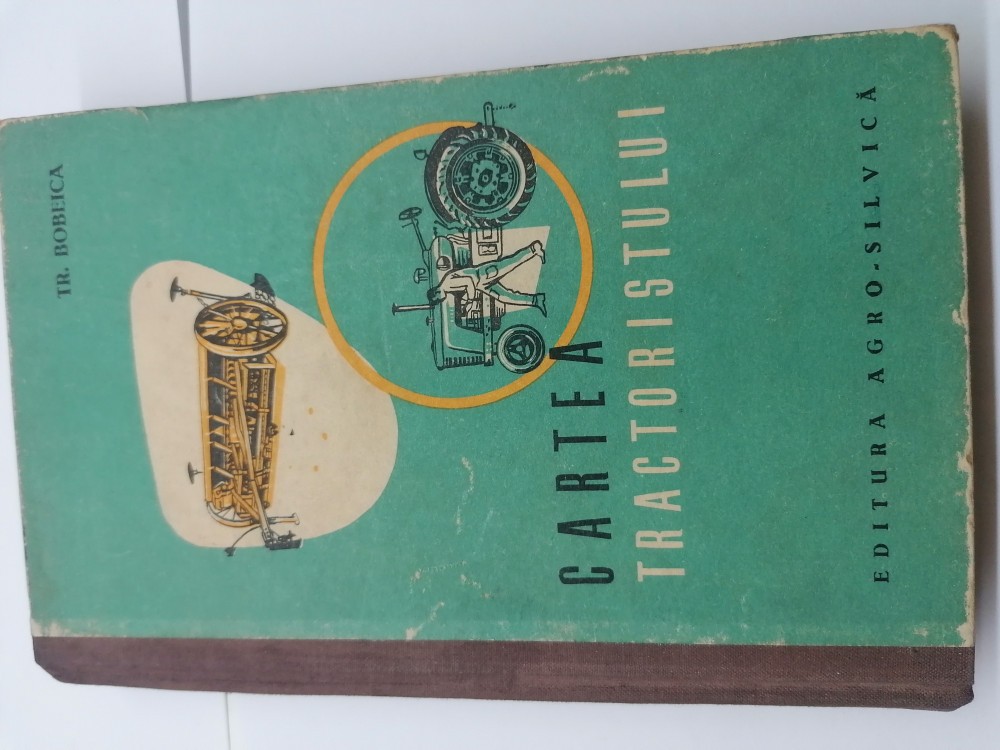 TR. BOBEICA
CARTEA
TRACTORISTULUI
EDITURA AGRO-SILVICĂ